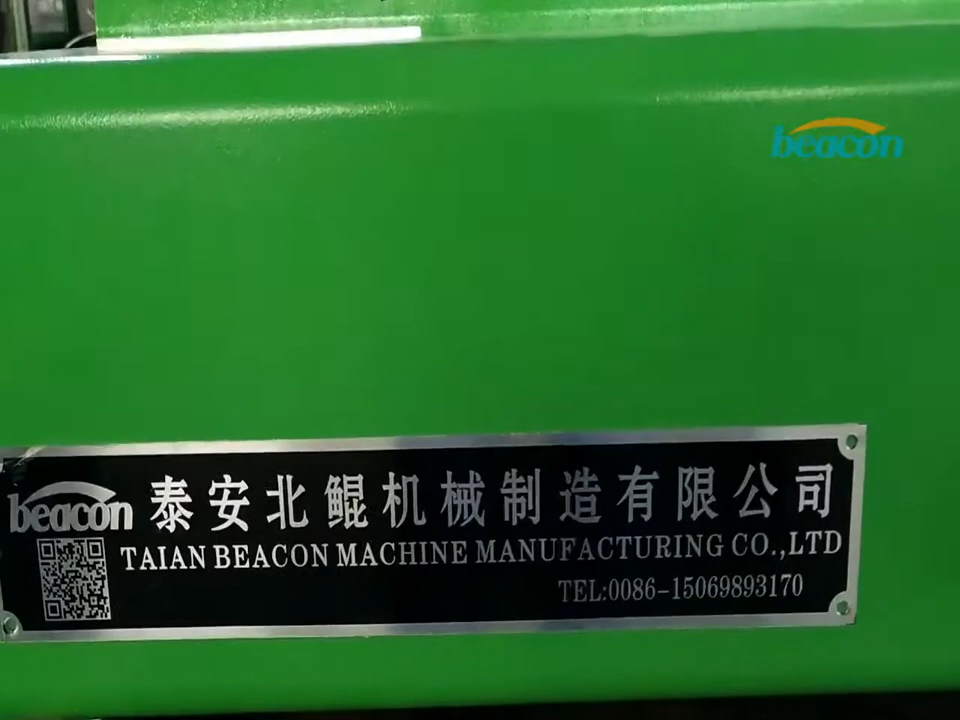 beacon
beacon
泰安北鲲机械制造有限公司
TAIAN BEACON MACHINE MANUFACTURING CO.,LTD
TEL:0086-15069893170